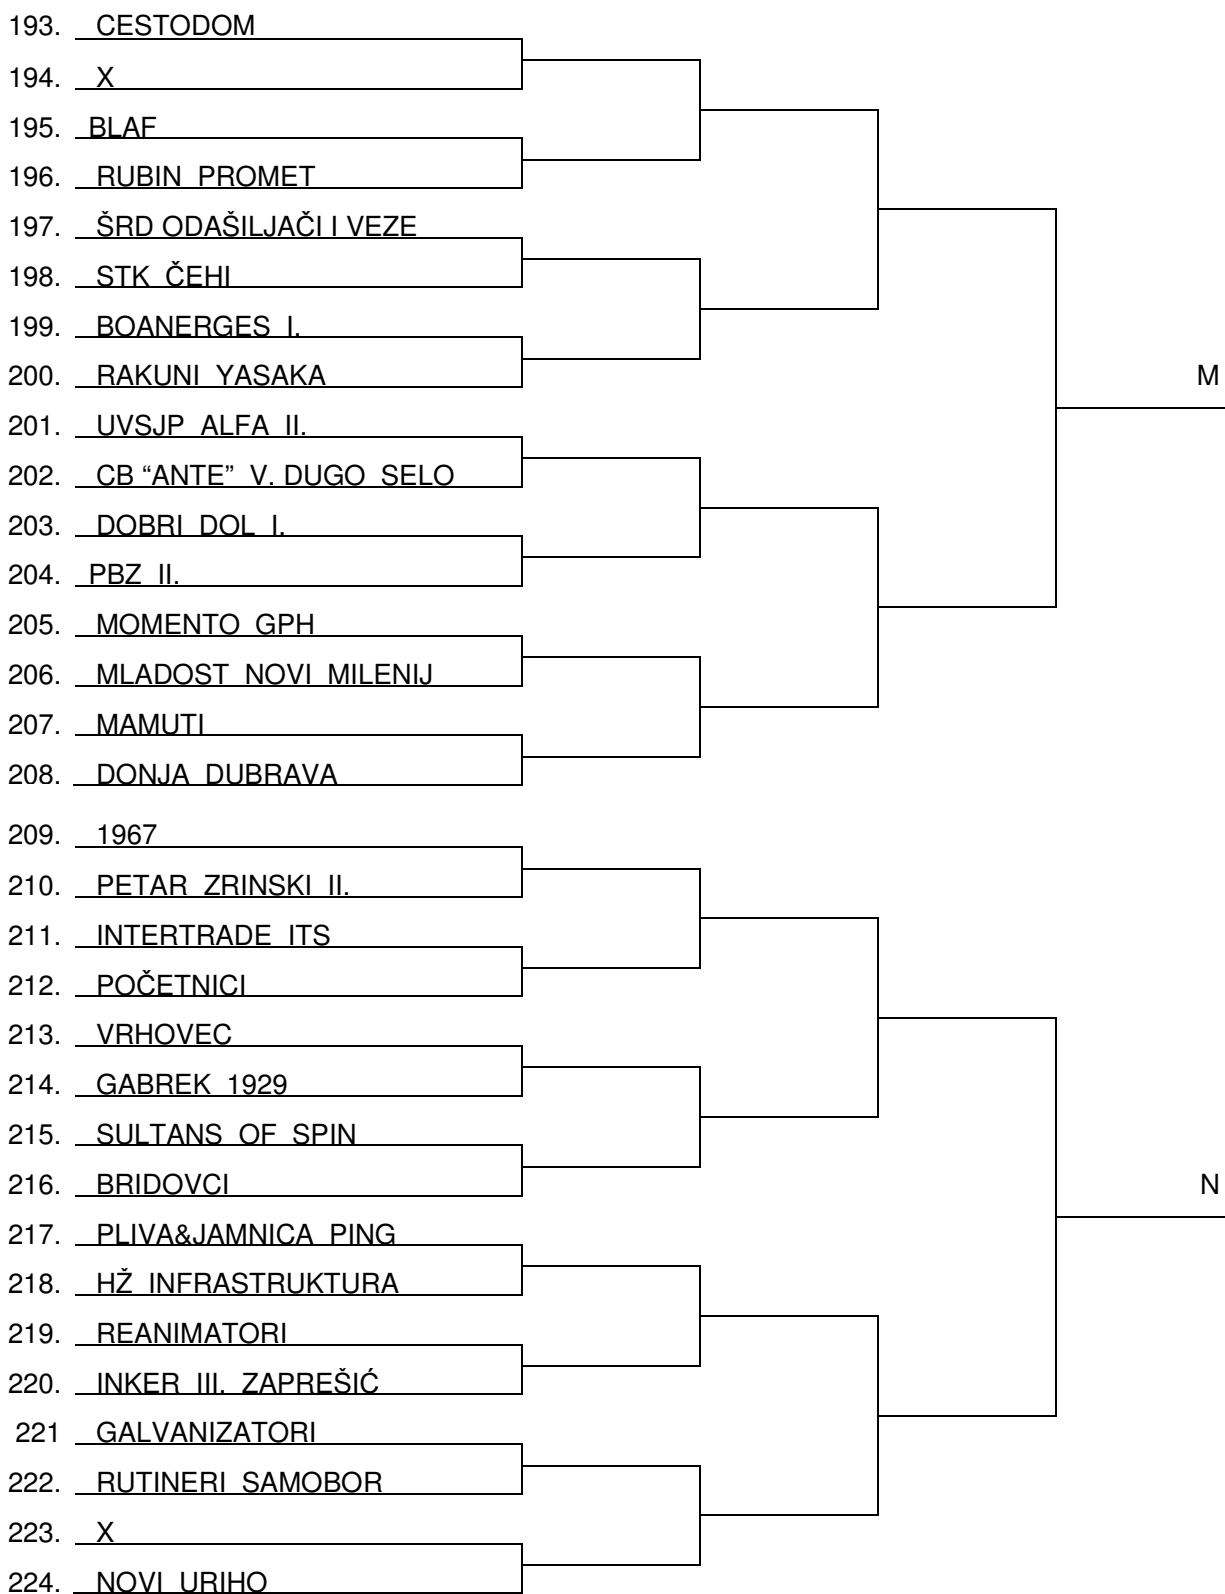 193. CESTODOM
194. X
195. BLAF
196. RUBIN PROMET
197. ŠRD ODAŠILJAČI I VEZE
198. STK ČEHI
199. BOANERGES I.
200. RAKUNI YASAKA
M
201. UVSJP ALFA II.
202. CB “ANTE” V. DUGO SELO
203. DOBRI DOL I.
204. PBZ II.
205. MOMENTO GPH
206. MLADOST NOVI MILENIJ
207. MAMUTI
208. DONJA DUBRAVA
209. 1967
210. PETAR ZRINSKI II.
211. INTERTRADE ITS
212. POČETNICI
213. VRHOVEC
214. GABREK 1929
215. SULTANS OF SPIN
216. BRIDOVCI
N
217. PLIVA&JAMNICA PING
218. HŽ INFRASTRUKTURA
219. REANIMATORI
220. INKER III. ZAPREŠIĆ
221 GALVANIZATORI
222. RUTINERI SAMOBOR
223. X
224. NOVI URIHO